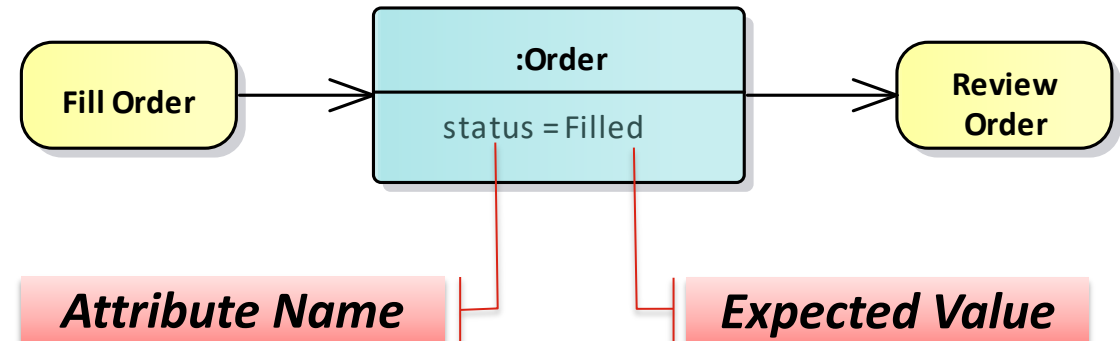 :Order
Fill Order
status = Filled
Review
Order
Attribute Name
Expected Value